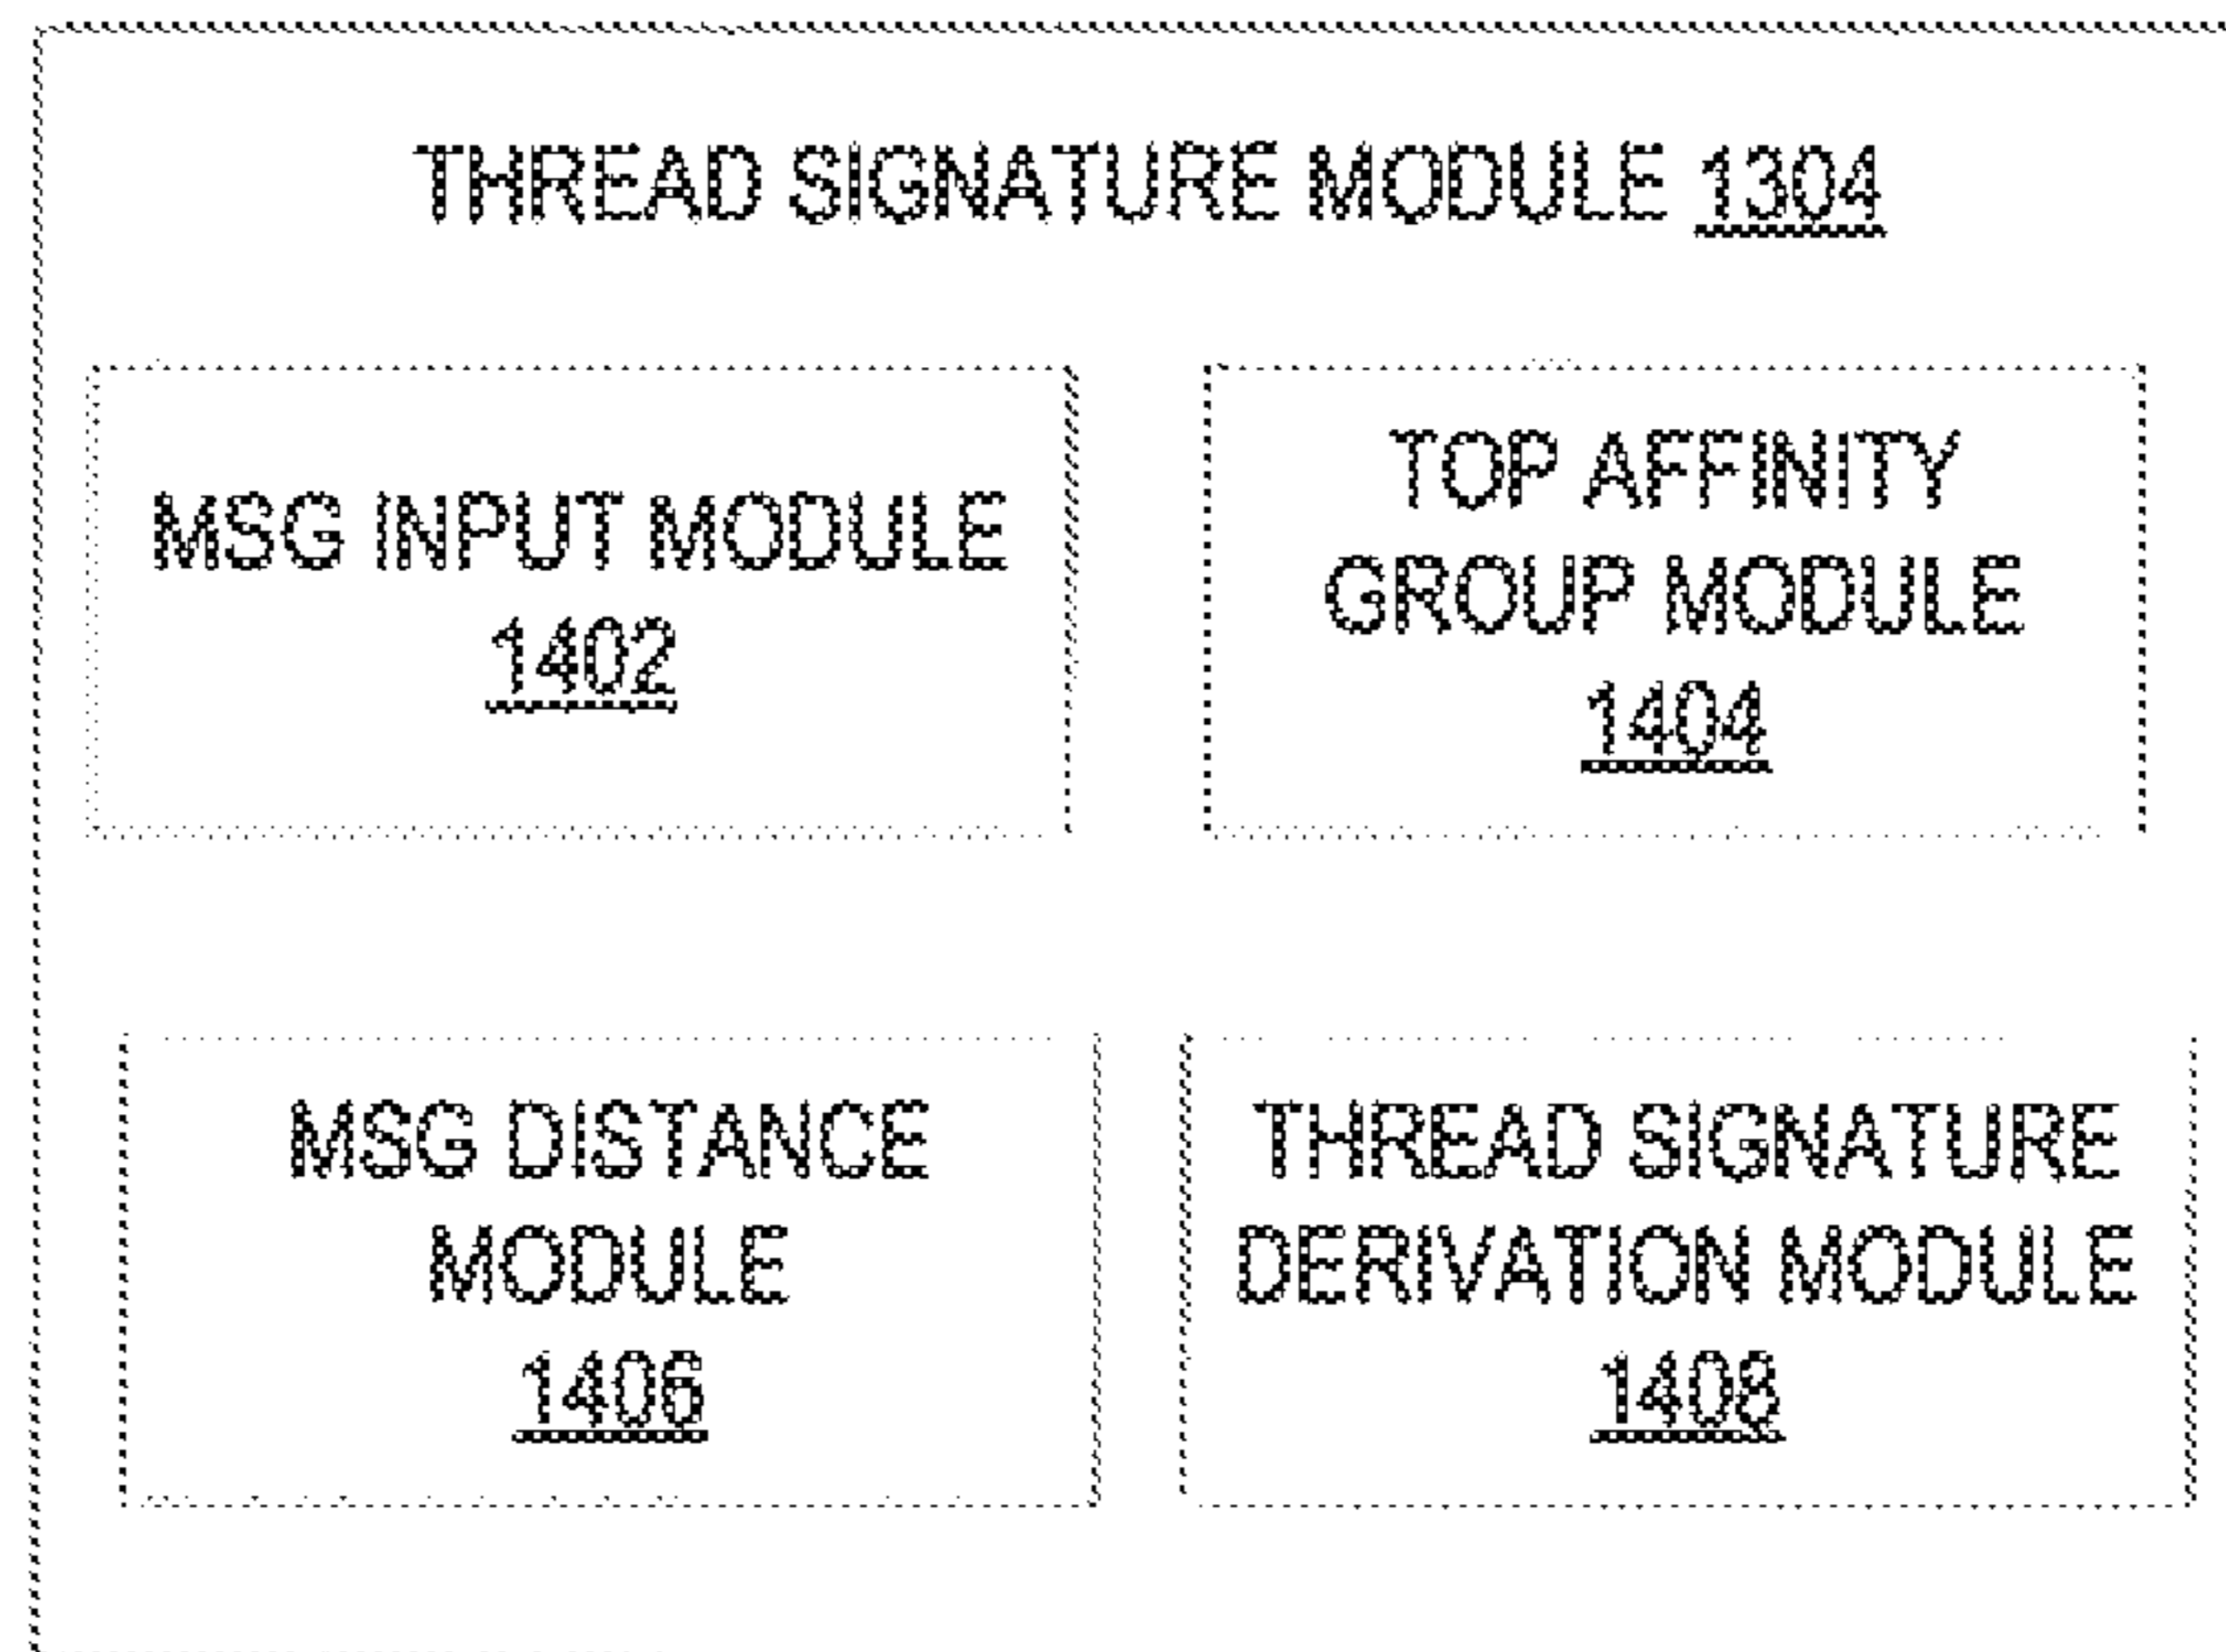 THREAD SIGNATURE MODULE 1304
MSG INPUT MODULE
1402
TOP AFFINITY
GROUP MODULE
1404
MSG DISTANCE
MODULE
1406
THREAD SIGNATURE
DERIVATION MODULE
1408